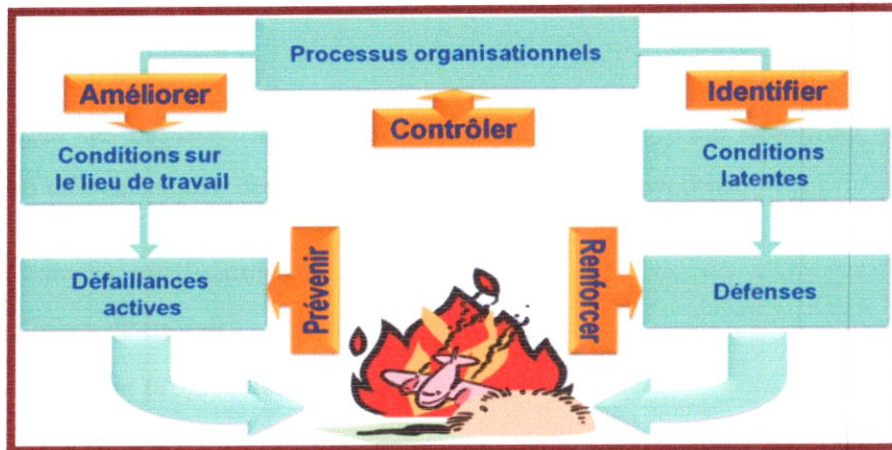 Processus organisationnels
Améliorer
Contrôler
Identifier
Conditions sur
le lieu de travail
Conditions
latentes
Prévenir
Renforcer
Défaillances
actives
Défenses